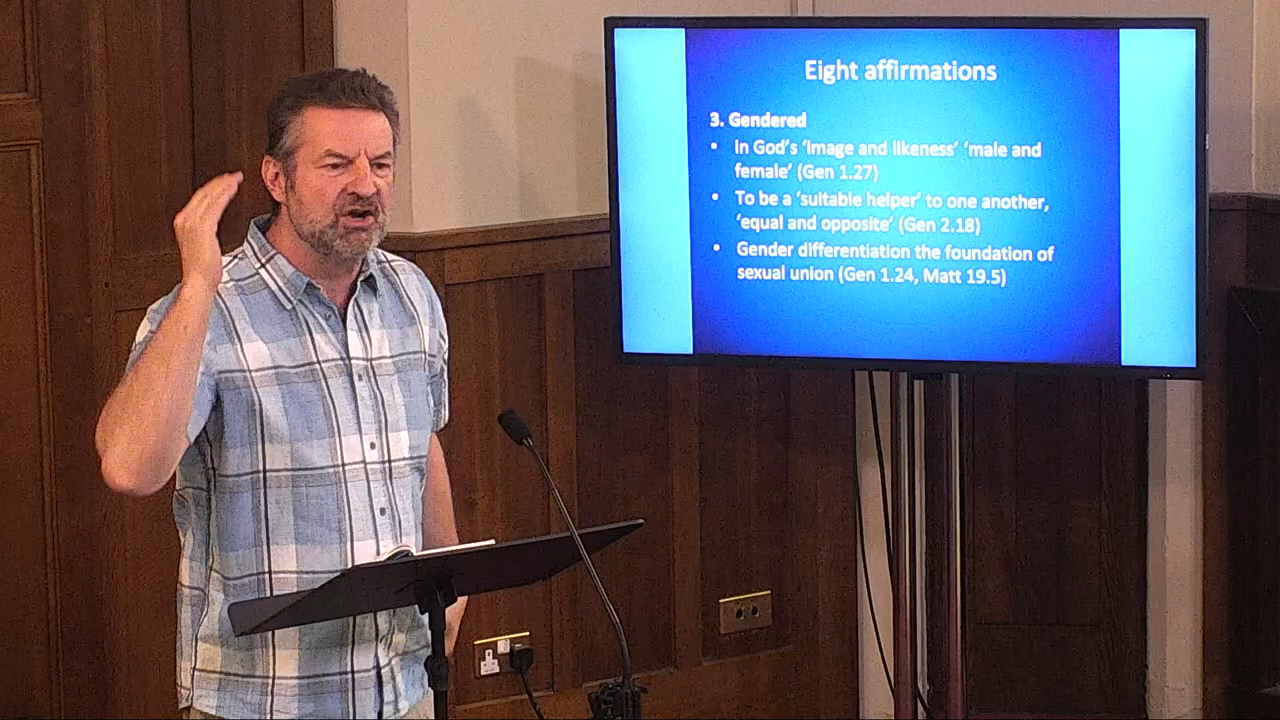 Eight affirmations
3. Gendered
• In God's 'image and likeness' 'male and
female' (Gen 1.27)
• To be a 'suitable helper' to one another,
'equal and opposite' (Gen 2.18)
• Gender differentiation the foundation of
sexual union (Gen 1.24, Matt 19.5)